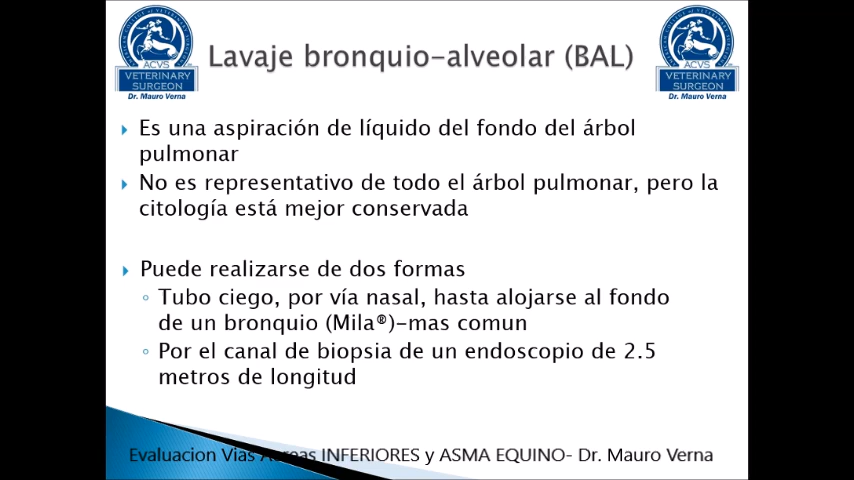 Lavaje bronquio-alveolar (BAL)
ACVS
VETERINARY
SURGEON
Dr. Mauro Verna
ACVS
VETERINARY
SURGEON
Dr. Mauro Verna
Es una aspiración de líquido del fondo del árbol
pulmonar
No es representativo de todo el árbol pulmonar, pero la
citología está mejor conservada
Puede realizarse de dos formas
Tubo ciego, por vía nasal, hasta alojarse al fondo
de un bronquio (Mila®)-mas comun
Por el canal de biopsia de un endoscopio de 2.5
metros de longitud
Evaluacion Vias INFERIORES y ASMA EQUINO- Dr. Mauro Verna